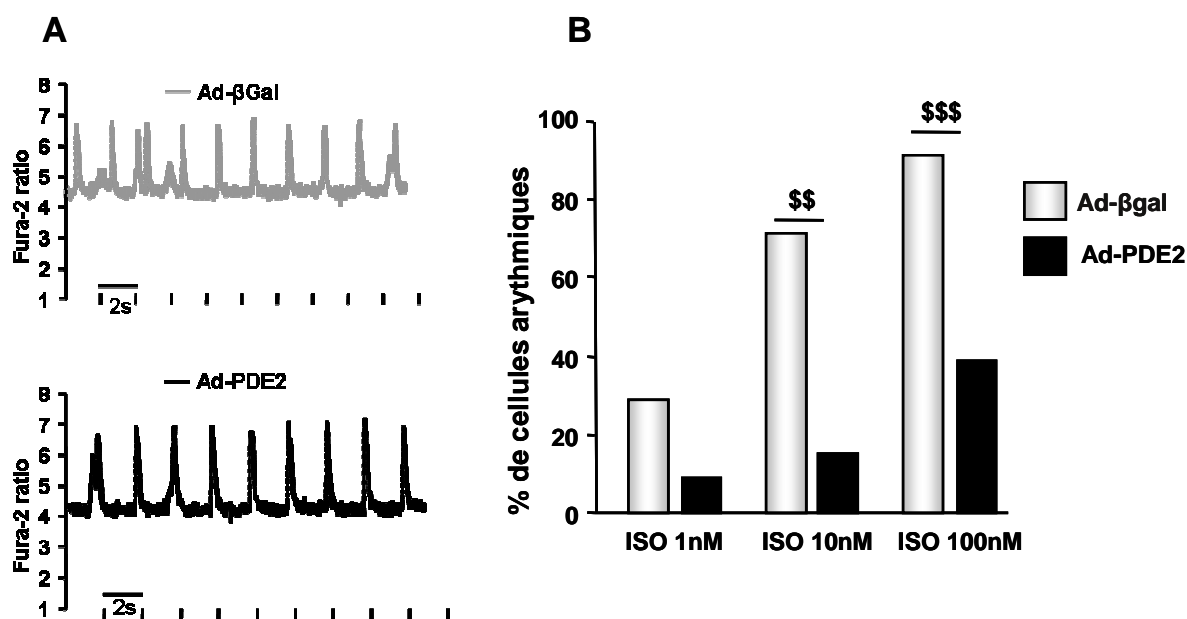 A
8
7
6
5
4
3
2
1
Fura-2 ratio
Ad-βGal
2s
8
7
6
5
4
3
2
1
Fura-2 ratio
Ad-PDE2
2s
B
100
80
60
40
20
0
% de cellules arythmiques
$$
$$$
ISO 1nM
ISO 10nM
ISO 100nM
Ad-βgal
Ad-PDE2